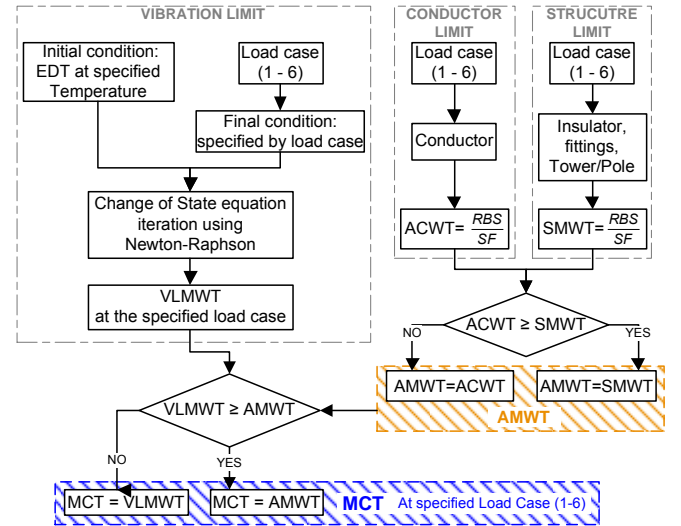 VIBRATION LIMIT
Initial condition:
EDT at specified
Temperature
Load case
(1 - 6)
Final condition:
specified by load case
Change of State equation
iteration using
Newton-Raphson
VLMWT
at the specified load case
CONDUCTOR
LIMIT
Load case
(1 - 6)
Conductor
ACWT= RBS
SF
STRUCUTRE
LIMIT
Load case
(1 - 6)
Insulator,
fittings,
Tower/Pole
SMWT= RBS
SF
ACWT ≥ SMWT
NO
YES
AMWT=ACWT
AMWT=SMWT
AMWT
VLMWT ≥ AMWT
NO
YES
MCT = VLMWT
MCT = AMWT
MCT At specified Load Case (1-6)